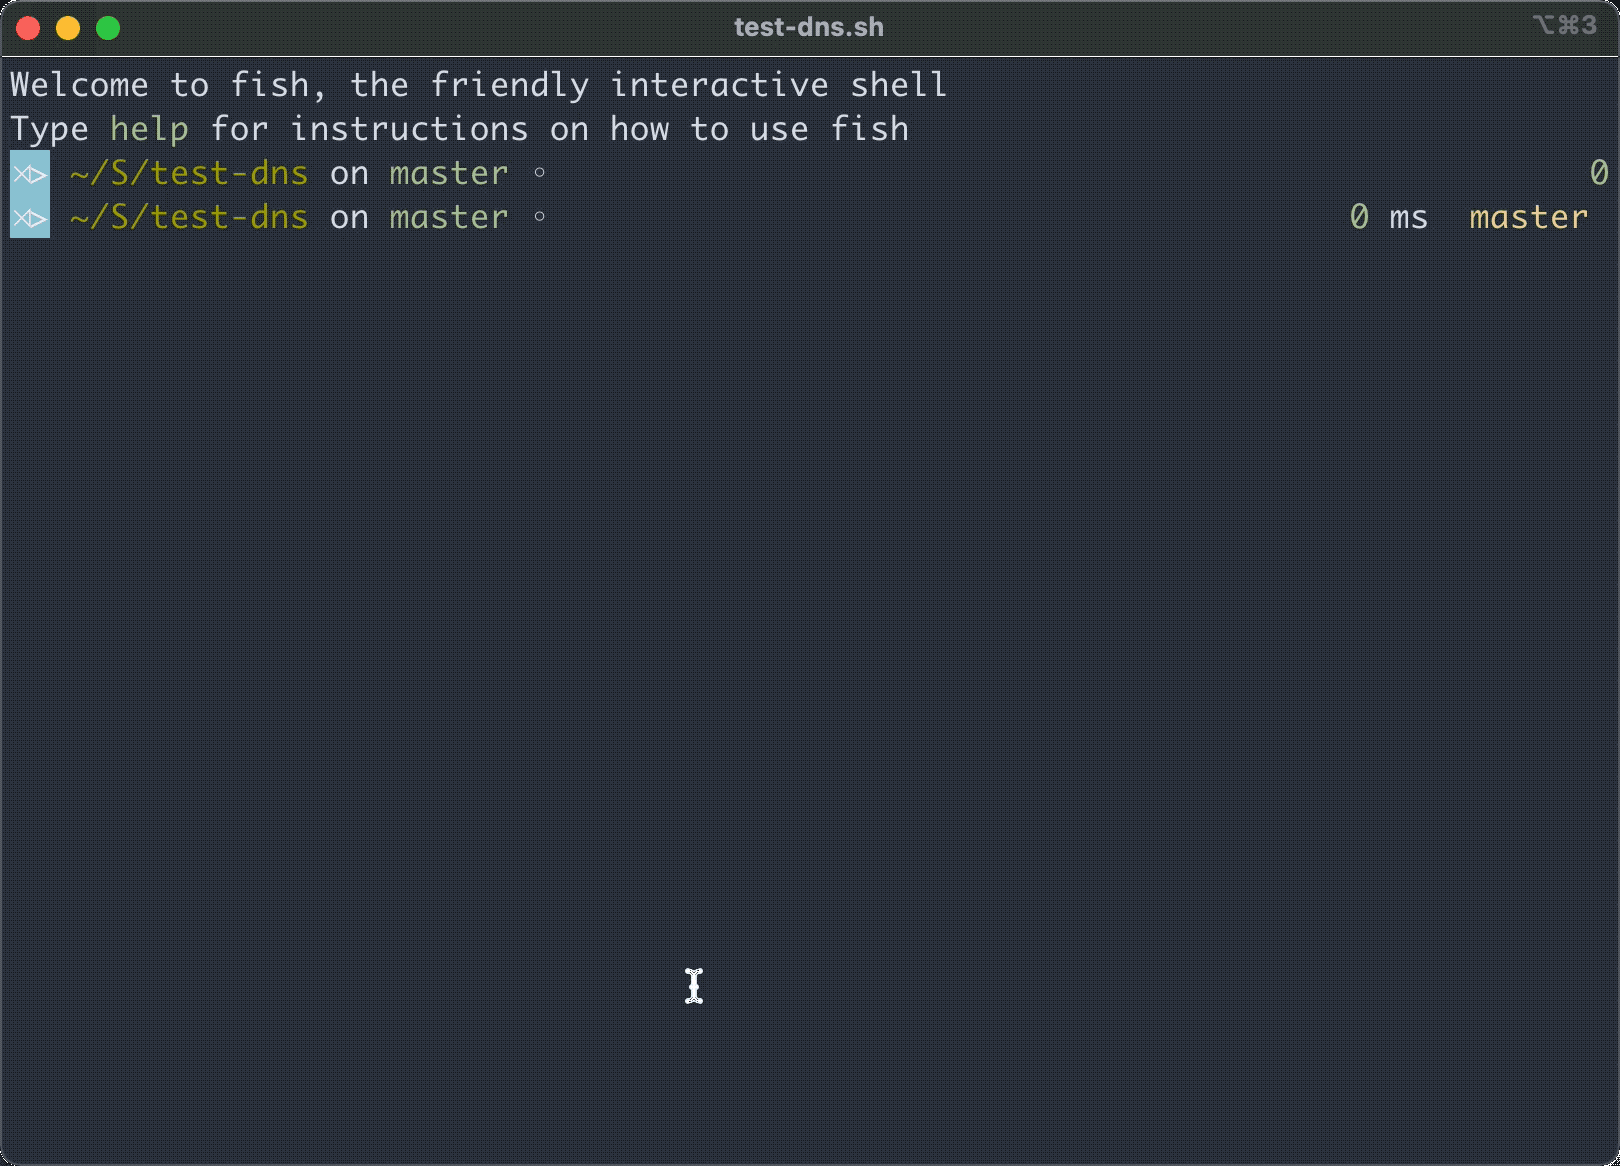 test-dns.sh ⌥⌘3
Welcome to fish, the friendly interactive shell
Type help for instructions on how to use fish
~/S/test-dns on master ◦ 0
~/S/test-dns on master ◦ 0 ms master